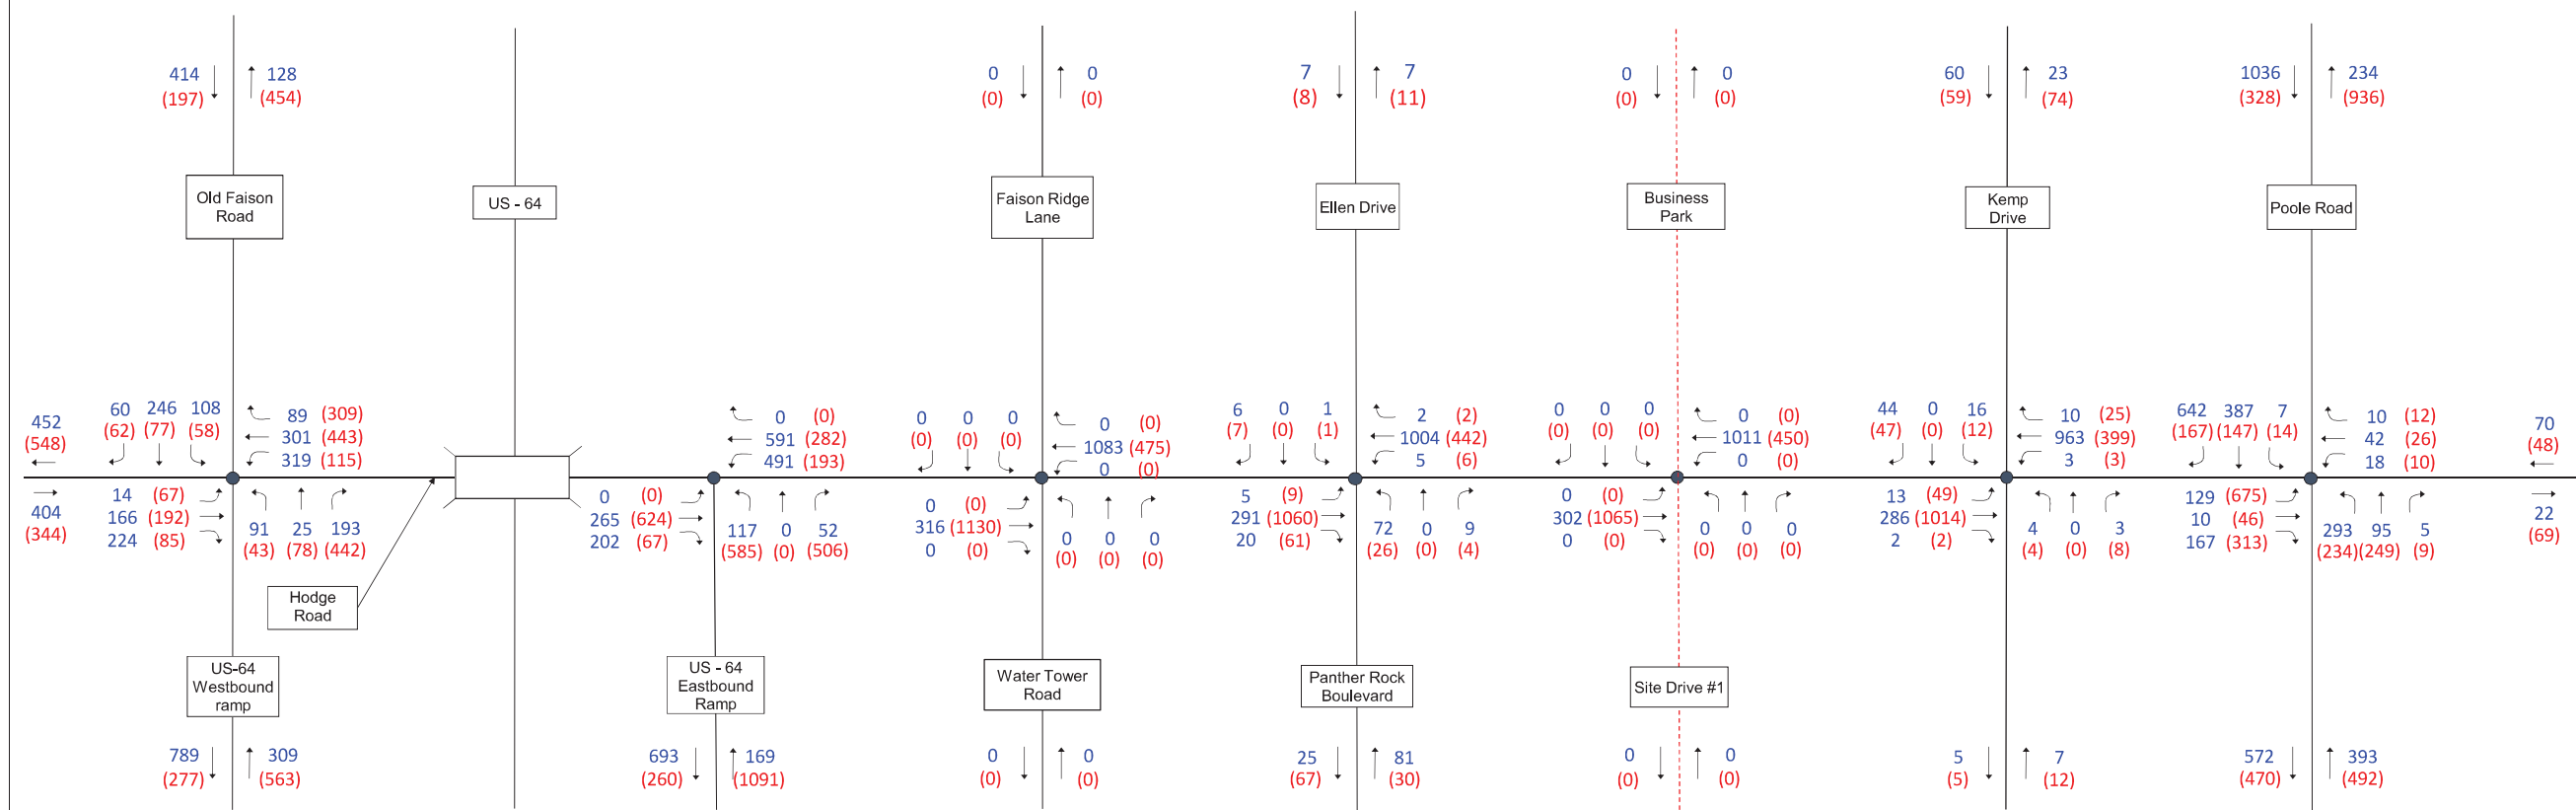 414 128 0 0 7 7 0 0 60 23 1036 234
(197) (454) (0) (0) (8) (11) (0) (0) (59) (74) (328) (936)
Old Faison
Road
US - 64
Faison Ridge
Lane
Ellen Drive
Business
Park
Kemp
Drive
Poole Road
452
(548)
60 246 108
(62) (77) (58)
89 (309)
301 (443)
319 (115)
0 (0)
591 (282)
491 (193)
0 0 0
(0) (0) (0)
0 (0)
1083 (475)
0 (0)
6 0 1
(7) (0) (1)
2 (2)
1004 (442)
5 (6)
0 0 0
(0) (0) (0)
0 (0)
1011 (450)
0 (0)
44 0 16
(47) (0) (12)
10 (25)
963 (399)
3 (3)
642 387 7
(167) (147) (14)
10 (12)
42 (26)
18 (10)
70
(48)
404
(344)
14 (67)
166 (192)
224 (85)
91 25 193
(43) (78) (442)
0 (0)
265 (624)
202 (67)
117 0 52
(585) (0) (506)
0 (0)
316 (1130)
0 (0)
0 0 0
(0) (0) (0)
5 (9)
291 (1060)
20 (61)
72 0 9
(26) (0) (4)
0 (0)
302 (1065)
0 (0)
0 0 0
(0) (0) (0)
13 (49)
286 (1014)
2 (2)
4 0 3
(4) (0) (8)
129 (675)
10 (46)
167 (313)
293 95 5
(234) (249) (9)
22
(69)
Hodge
Road
US-64
Westbound
ramp
US - 64
Eastbound
Ramp
Water Tower
Road
Panther Rock
Boulevard
Site Drive #1
789 309 693 169 0 0 25 81 0 0 5 7 572 393
(277) (563) (260) (1091) (0) (0) (67) (30) (0) (0) (5) (12) (470) (492)